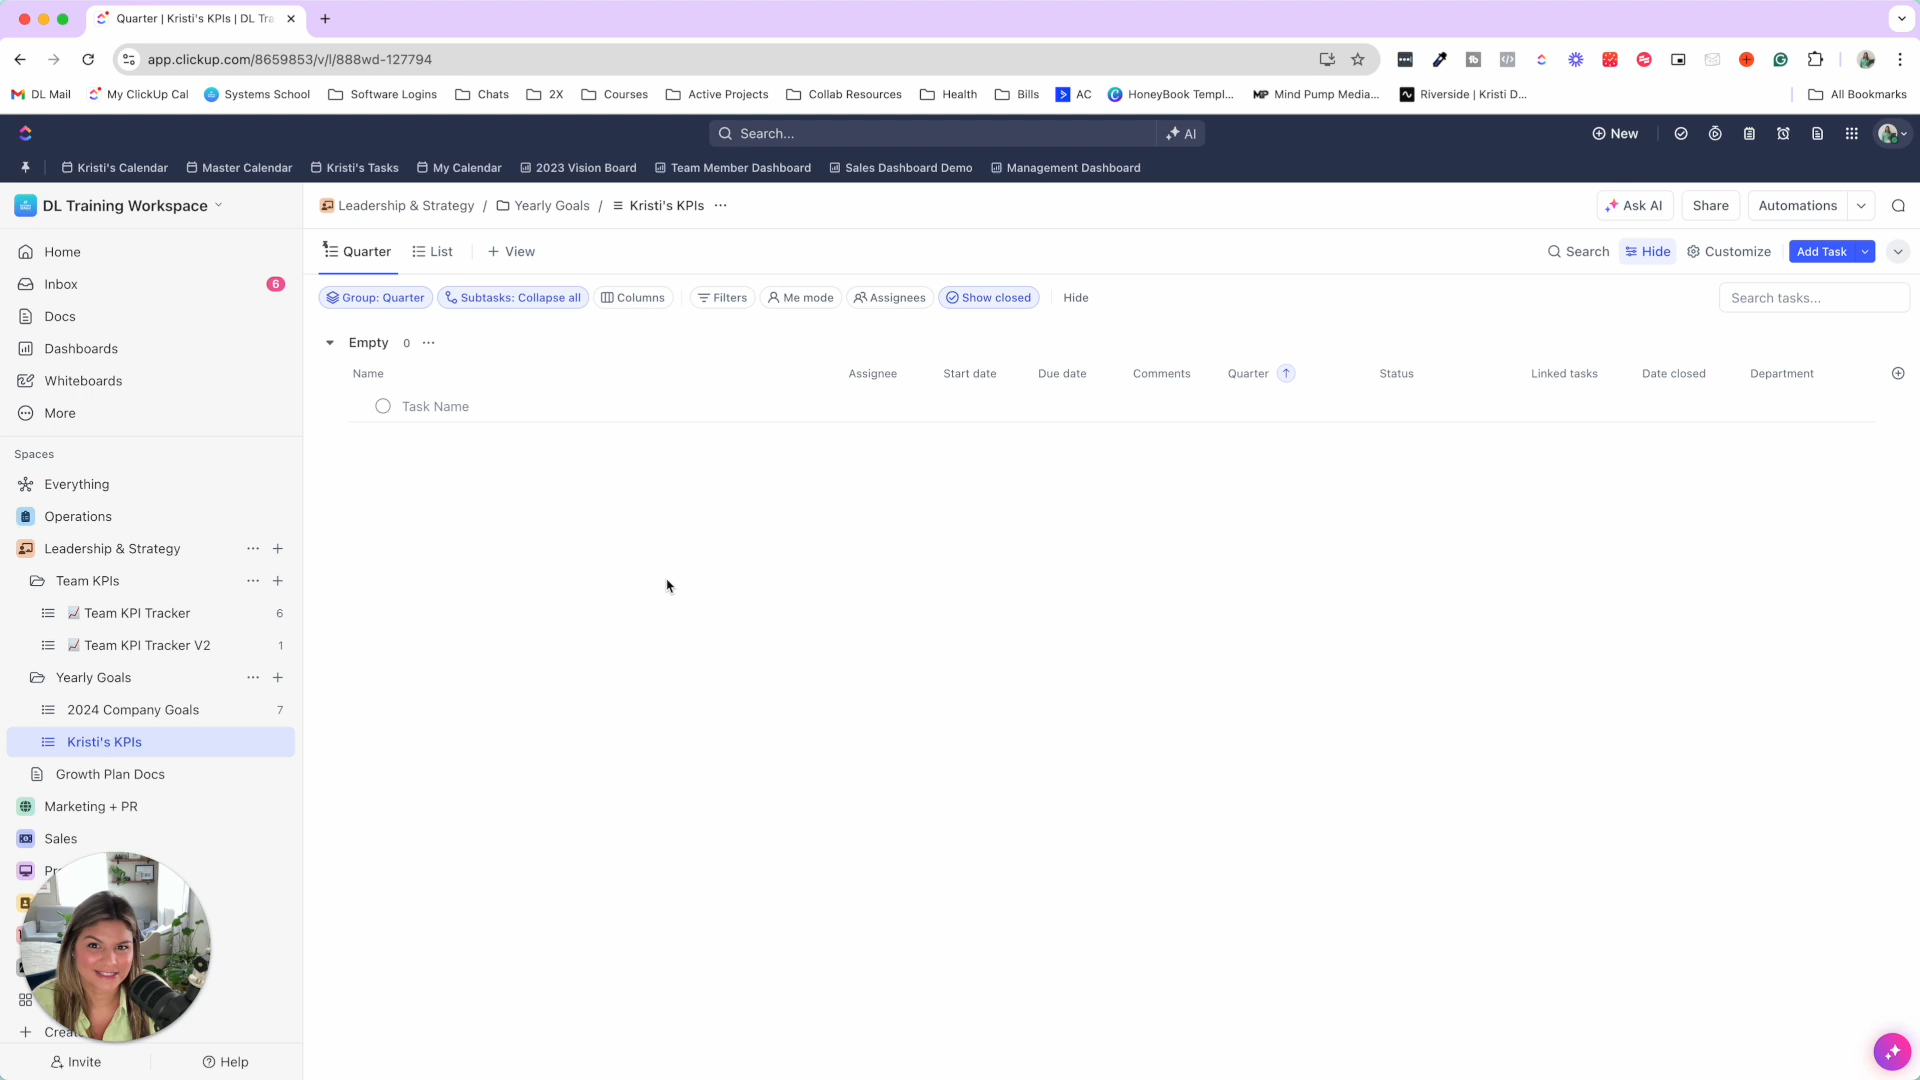 Quarter | Kristi's KPIs | DL Tra
app.clickup.com/8659853/v/l/888wd-127794
DL Mail My ClickUp Cal Systems School Software Logins Chats 2X Courses Active Projects Collab Resources Health Bills AC HoneyBook Templ... MP Mind Pump Media... Riverside | Kristi D... All Bookmarks
Search... AI New
Kristi's Calendar Master Calendar Kristi's Tasks My Calendar 2023 Vision Board Team Member Dashboard Sales Dashboard Demo Management Dashboard
DL Training Workspace
Leadership & Strategy / Yearly Goals / Kristi's KPIs ... Ask AI Share Automations
Home
Inbox 6
Docs
Dashboards
Whiteboards
More
Quarter List + View Search Hide Customize Add Task
Group: Quarter Subtasks: Collapse all Columns Filters Me mode Assignees Show closed Hide Search tasks...
Empty 0 ...
Name Assignee Start date Due date Comments Quarter Status Linked tasks Date closed Department
Task Name
Spaces
Everything
Operations
Leadership & Strategy
Team KPIs
Team KPI Tracker 6
Team KPI Tracker V2 1
Yearly Goals
2024 Company Goals 7
Kristi's KPIs
Growth Plan Docs
Marketing + PR
Sales
Invite Help